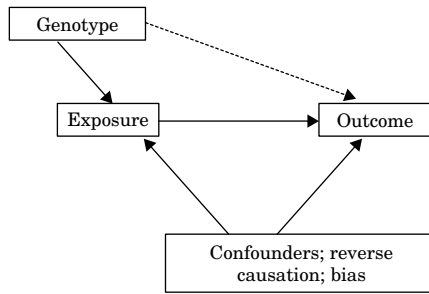 Genotype
Exposure
Outcome
Confounders; reverse
causation; bias